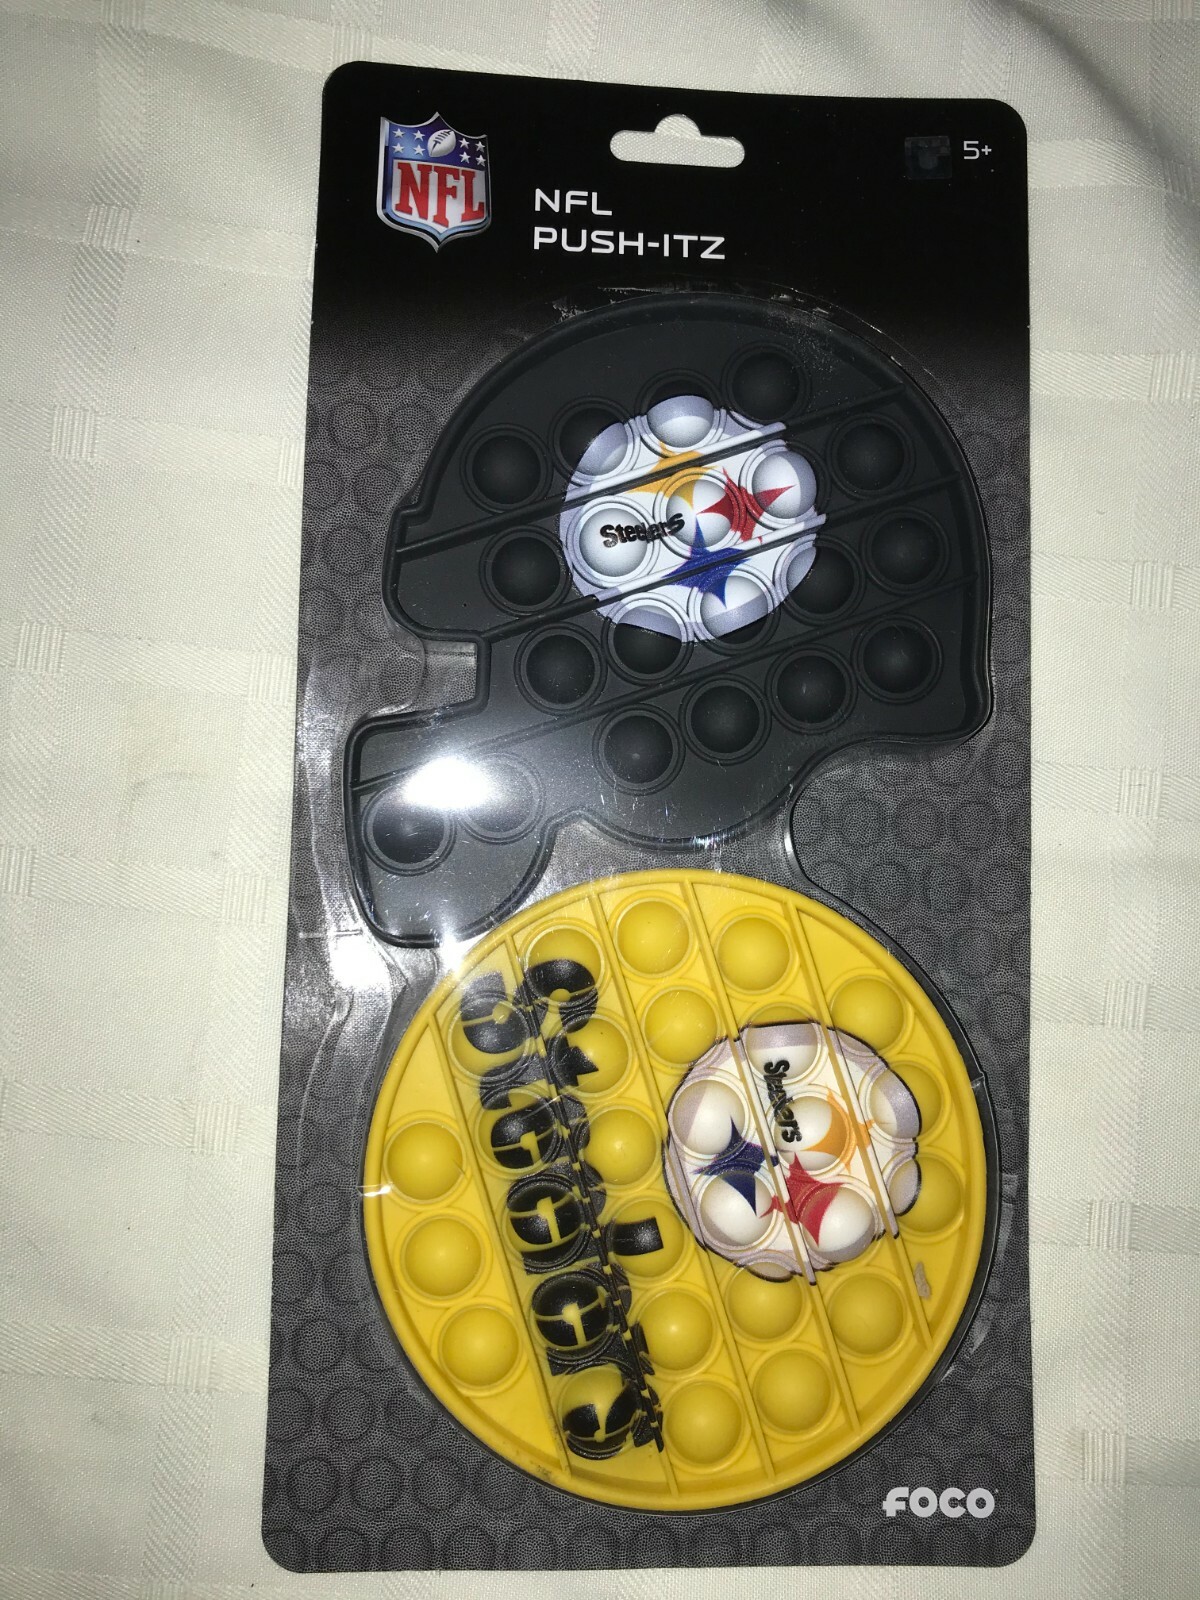 NFL
NFL
PUSH-ITZ
5+
Steelers
Steelers
Steelers
FOCO